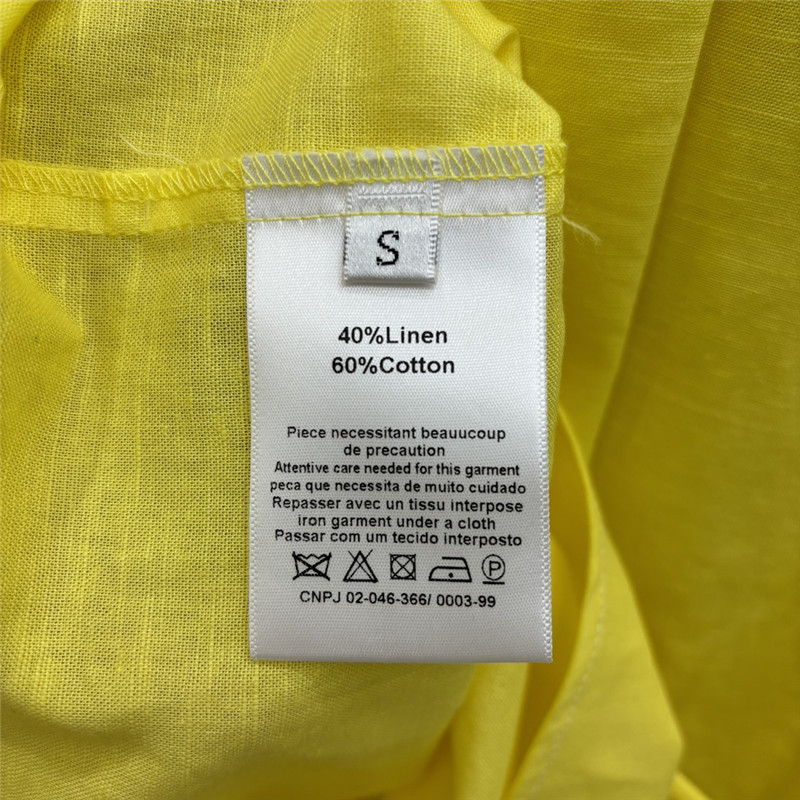 S
40%Linen
60%Cotton
Piece necessitant beauucoup
de precaution
Attentive care needed for this garment
peca que necessita de muito cuidado
Repasser avec un tissu interpose
iron garment under a cloth
Passar com um tecido interposto
P
CNPJ 02-046-366/ 0003-99